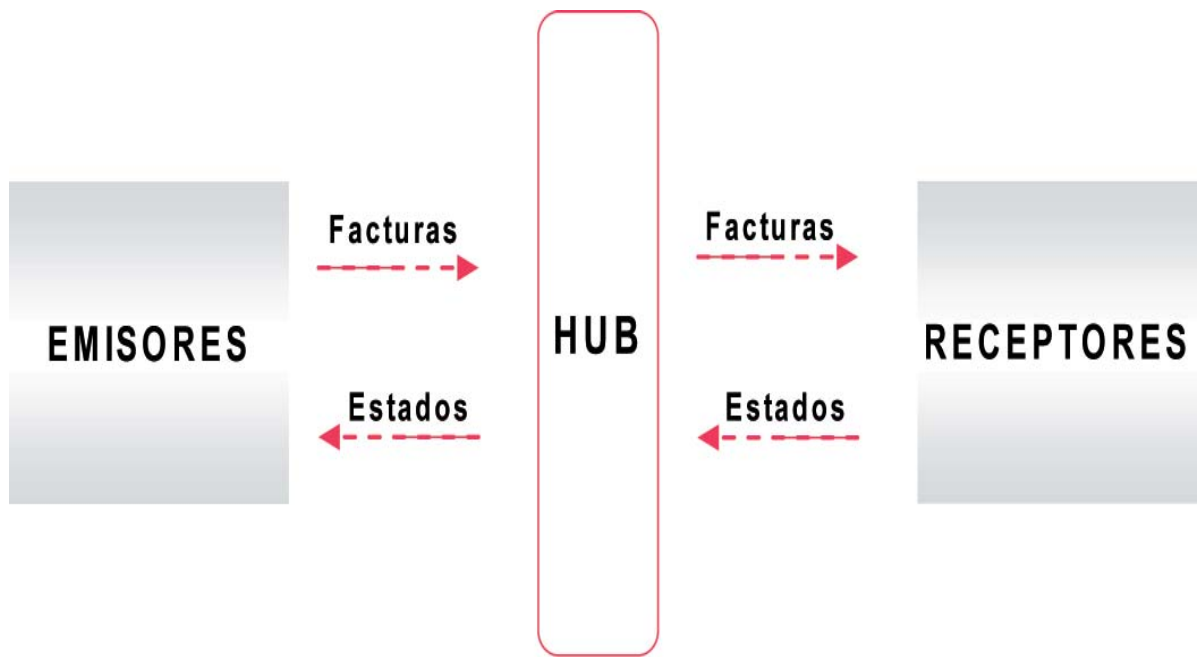 Facturas
Facturas
EMISORES
HUB
RECEPTORES
Estados
Estados